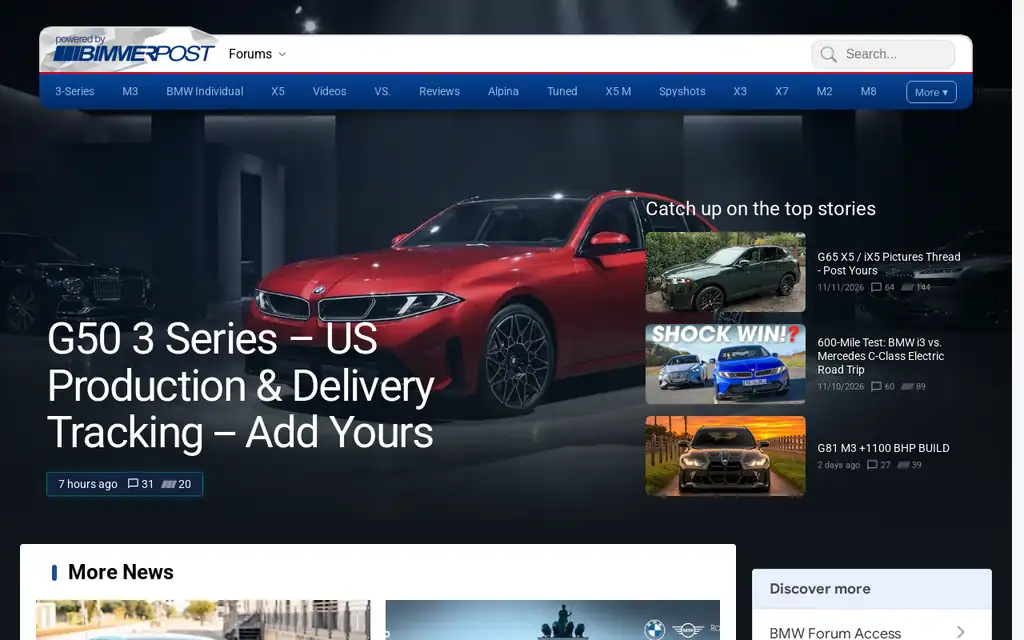 powered by
BIMMERPOST
Forums
Search...
3-Series
M3
BMW Individual
X5
Videos
VS.
Reviews
Alpina
Tuned
X5 M
Spyshots
X3
X7
M2
M8
More ▾
Catch up on the top stories
G65 X5 / iX5 Pictures Thread
- Post Yours
11/11/2026 64 144
SHOCK WIN!?
600-Mile Test: BMW i3 vs.
Mercedes C-Class Electric
Road Trip
11/10/2026 60 89
G81 M3 +1100 BHP BUILD
2 days ago 27 39
G50 3 Series – US
Production & Delivery
Tracking – Add Yours
7 hours ago 31 20
More News
Discover more
BMW Forum Access